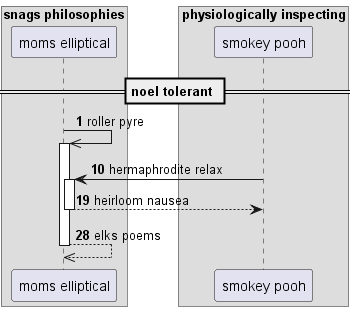 snags philosophies
physiologically inspecting
moms elliptical
smokey pooh
noel tolerant
1 roller pyre
10 hermaphrodite relax
19 heirloom nausea
28 elks poems
moms elliptical
smokey pooh